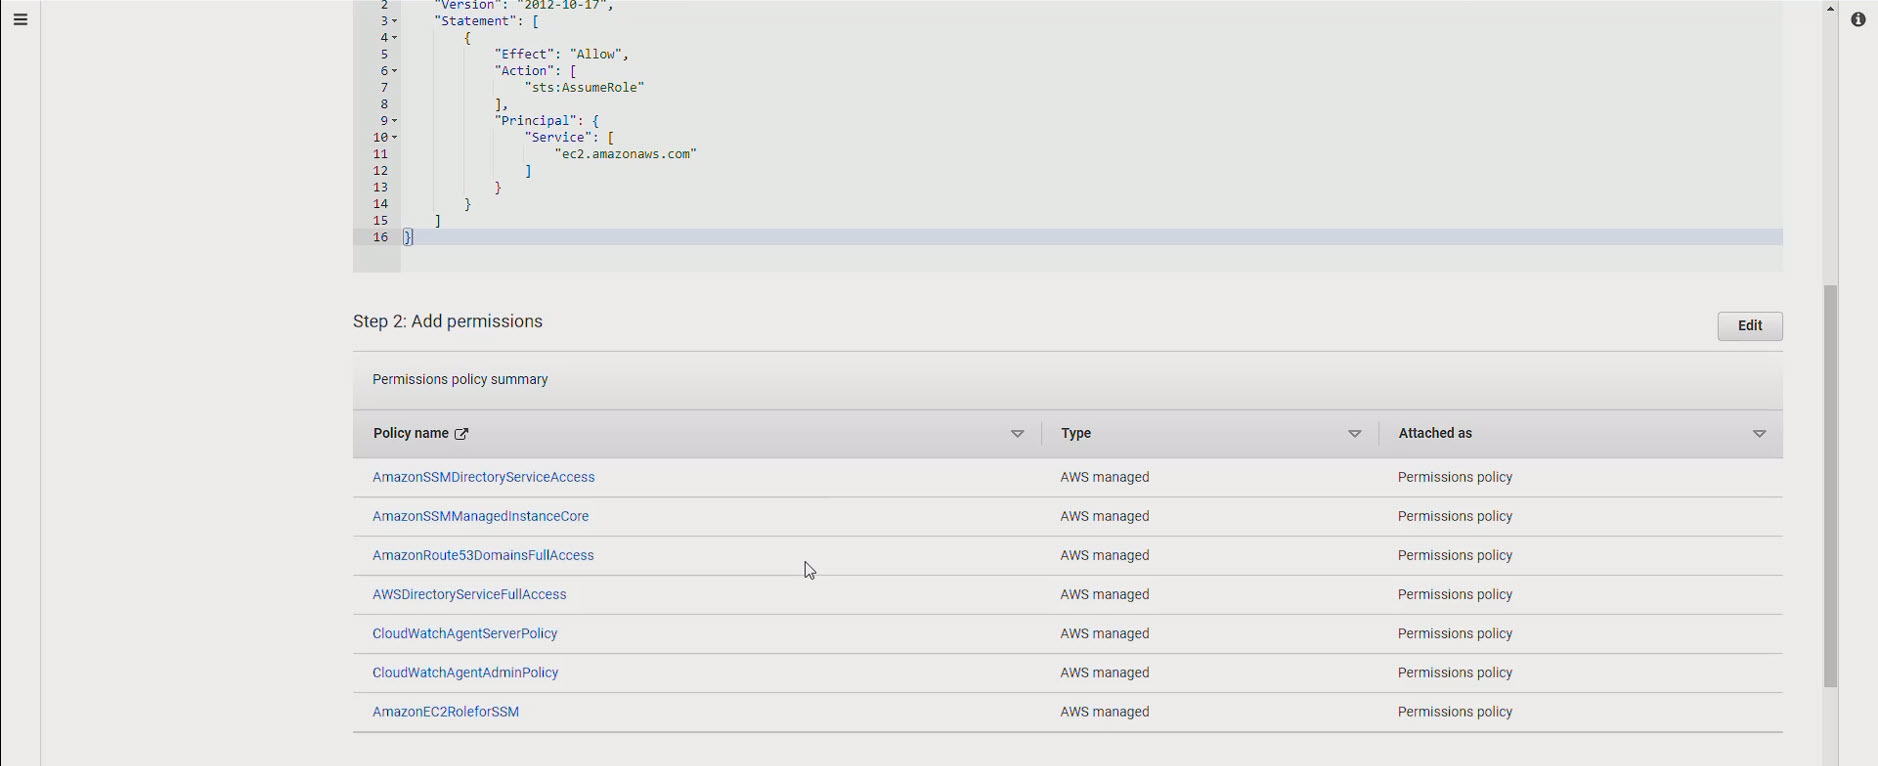 2 "Version": "2012-10-17",
3 "Statement": [
4 {
5 "Effect": "Allow",
6 "Action": [
7 "sts:AssumeRole"
8 ],
9 "Principal": {
10 "Service": [
11 "ec2.amazonaws.com"
12 ]
13 }
14 }
15 ]
16 }
Step 2: Add permissions
Edit
Permissions policy summary
Policy name Type Attached as
AmazonSSMDirectoryServiceAccess AWS managed Permissions policy
AmazonSSMManagedInstanceCore AWS managed Permissions policy
AmazonRoute53DomainsFullAccess AWS managed Permissions policy
AWSDirectoryServiceFullAccess AWS managed Permissions policy
CloudWatchAgentServerPolicy AWS managed Permissions policy
CloudWatchAgentAdminPolicy AWS managed Permissions policy
AmazonEC2RoleforSSM AWS managed Permissions policy